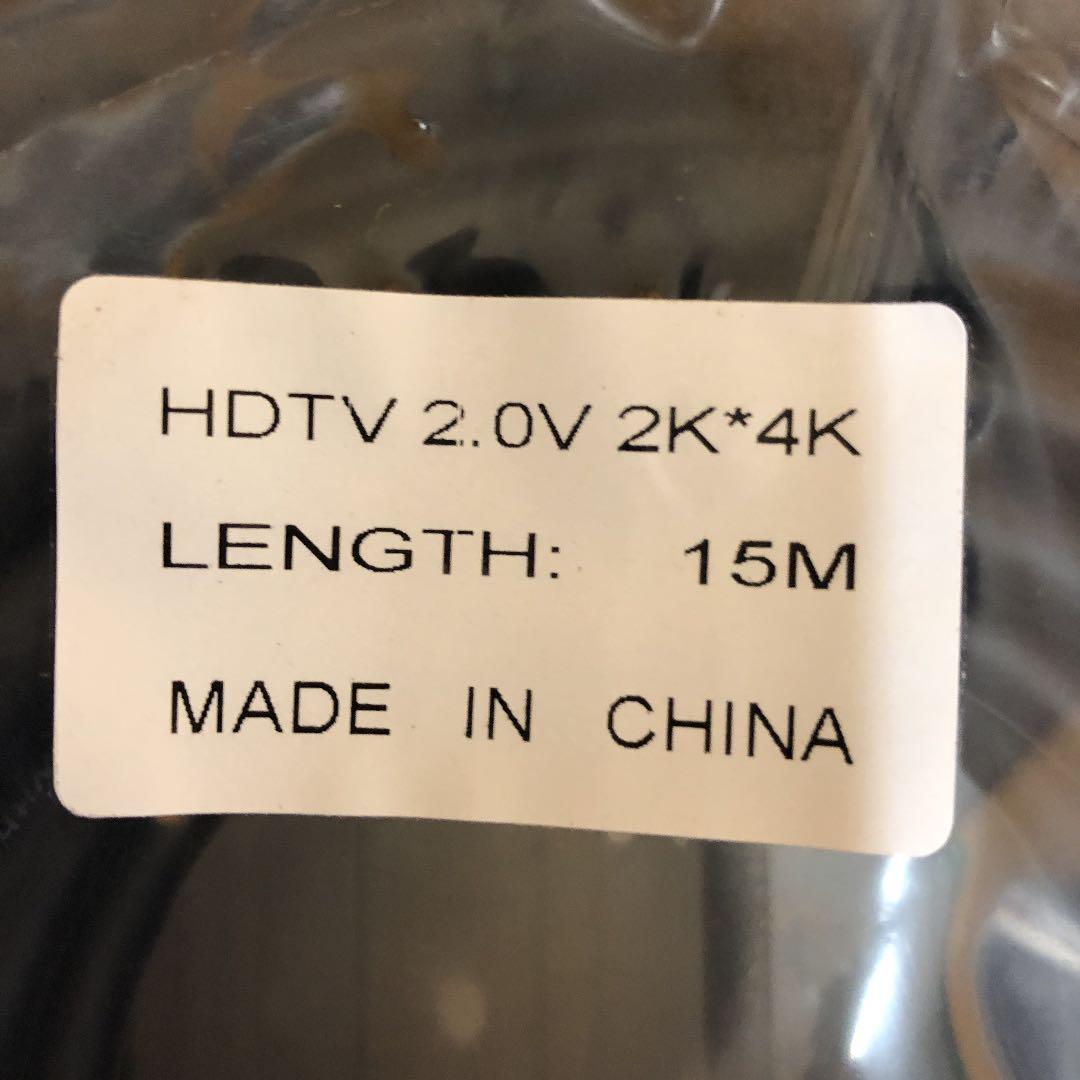 HDTV 2.0V 2K*4K
LENGTH: 15M
MADE IN CHINA